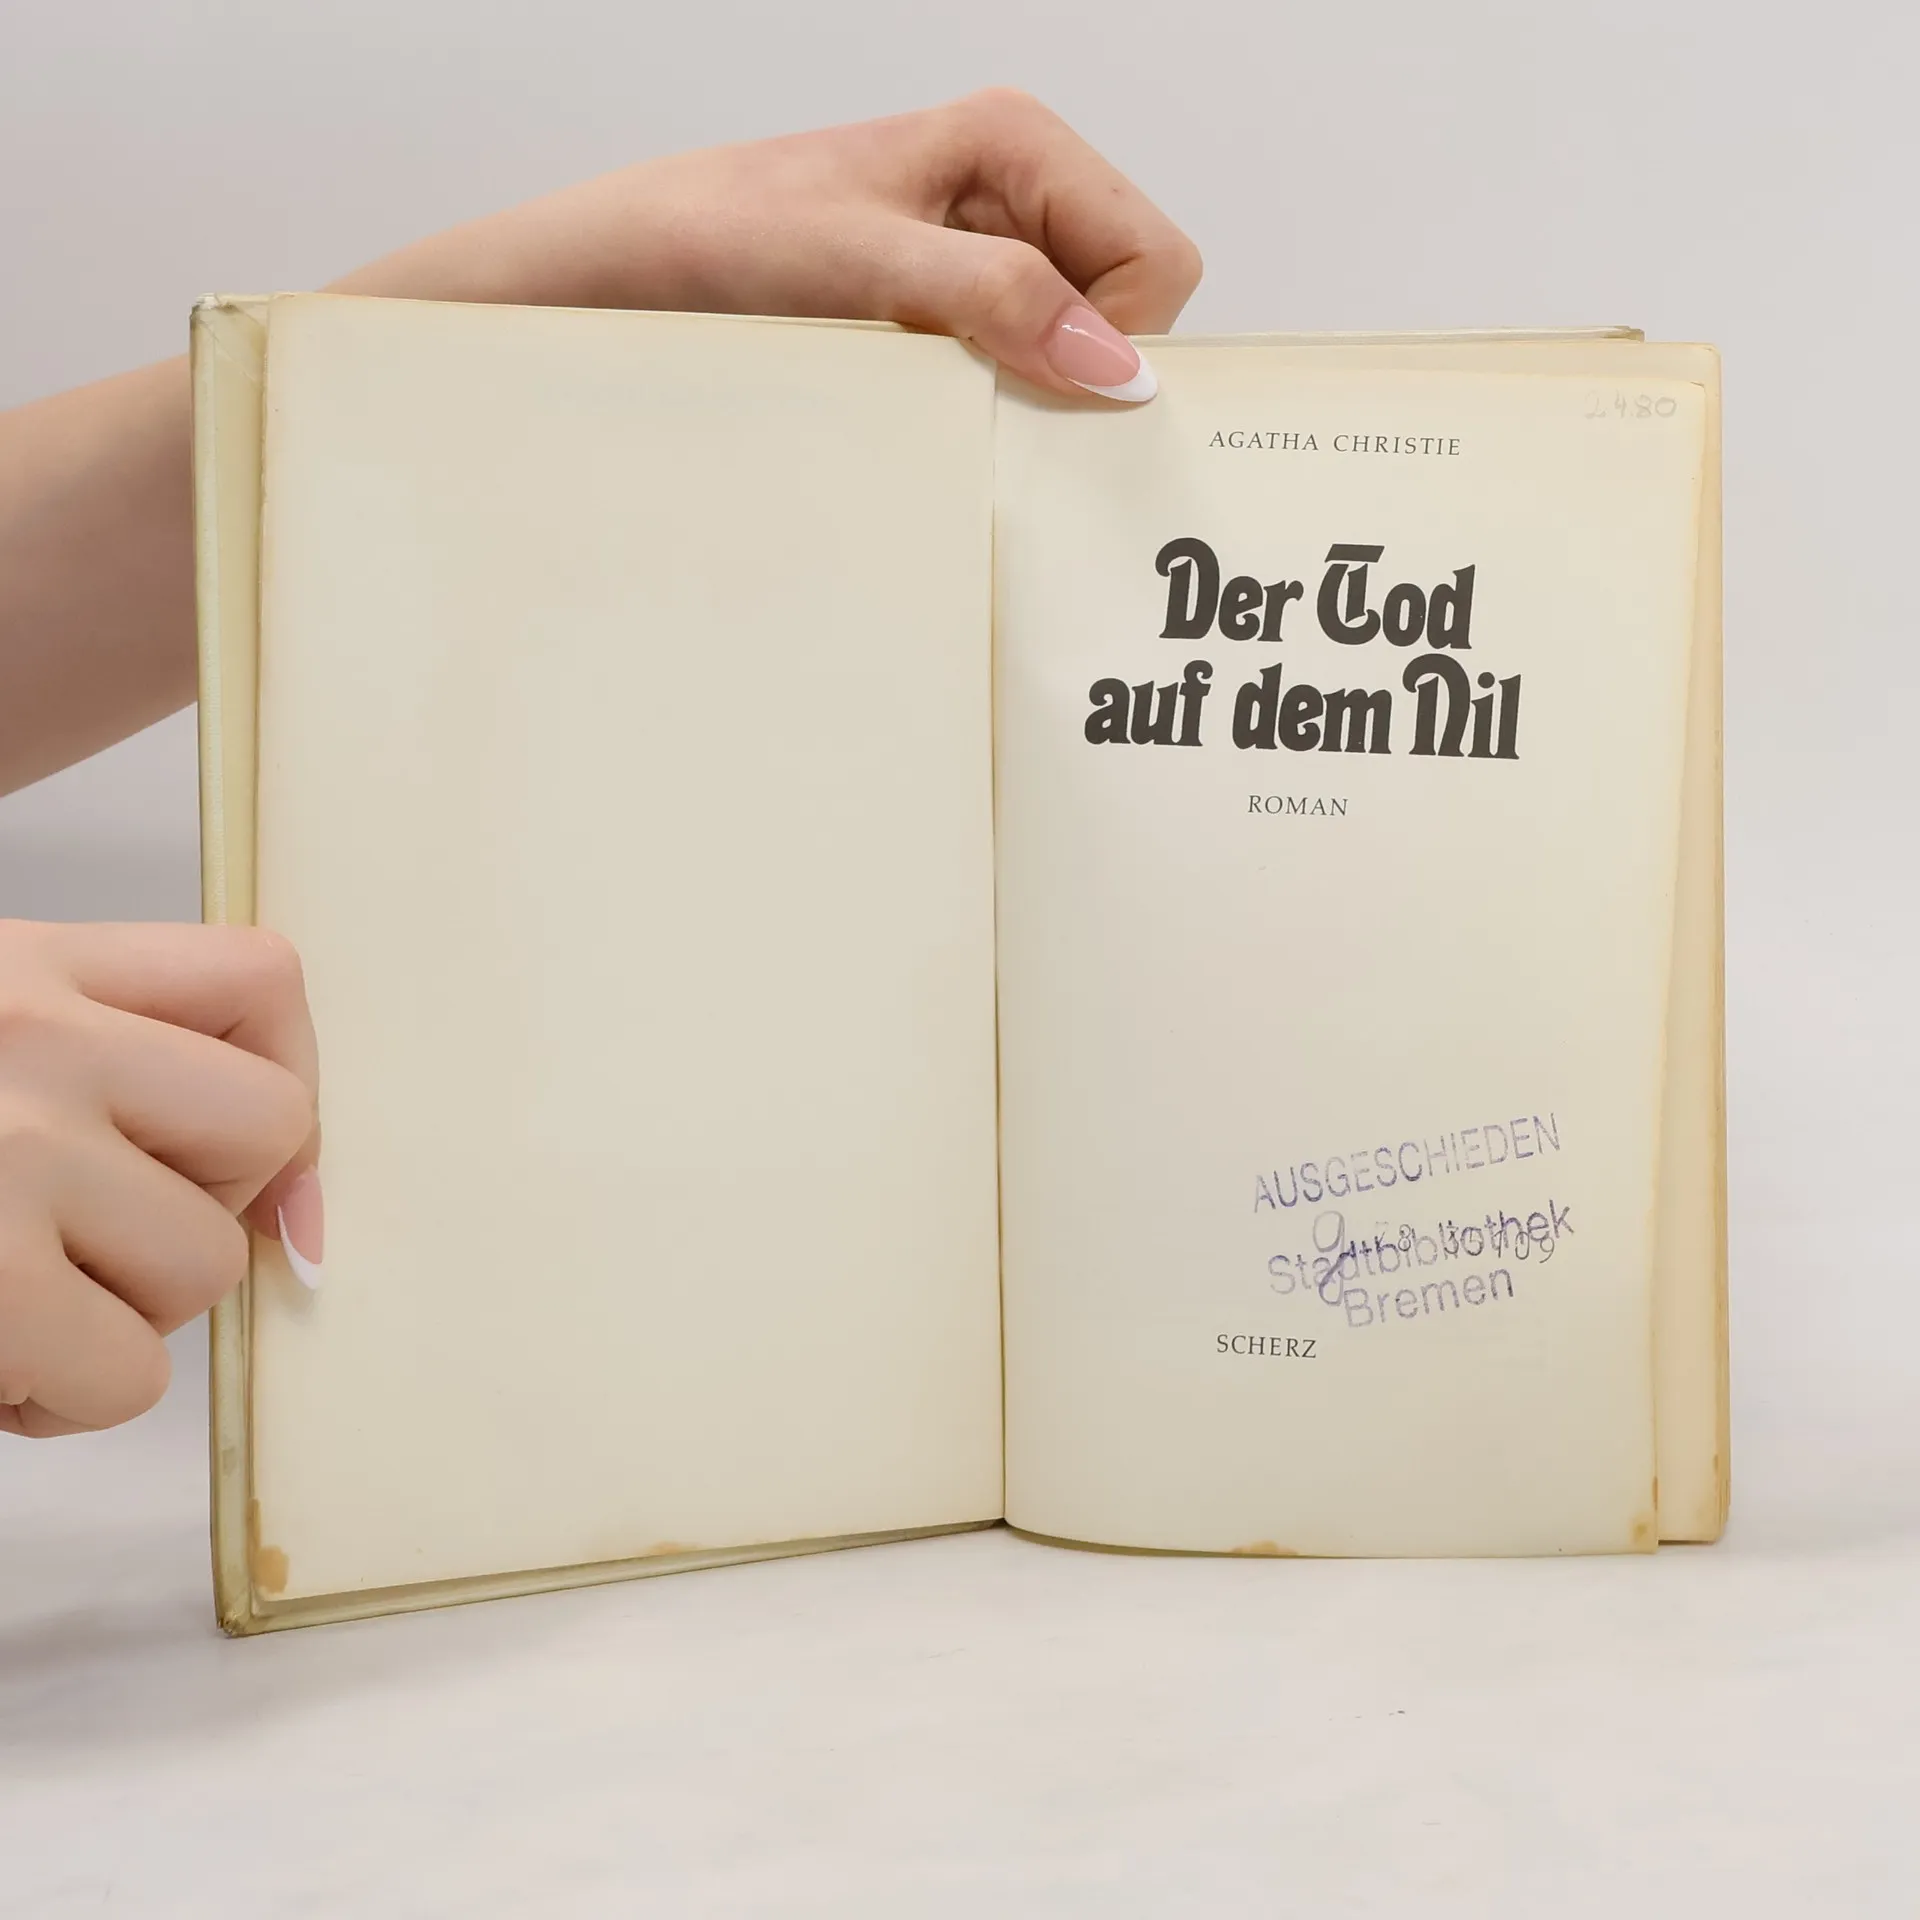 24.80
AGATHA CHRISTIE
Der Tod
auf dem Nil
ROMAN
AUSGESCHIEDEN
Stadtbibliothek
Bremen
SCHERZ